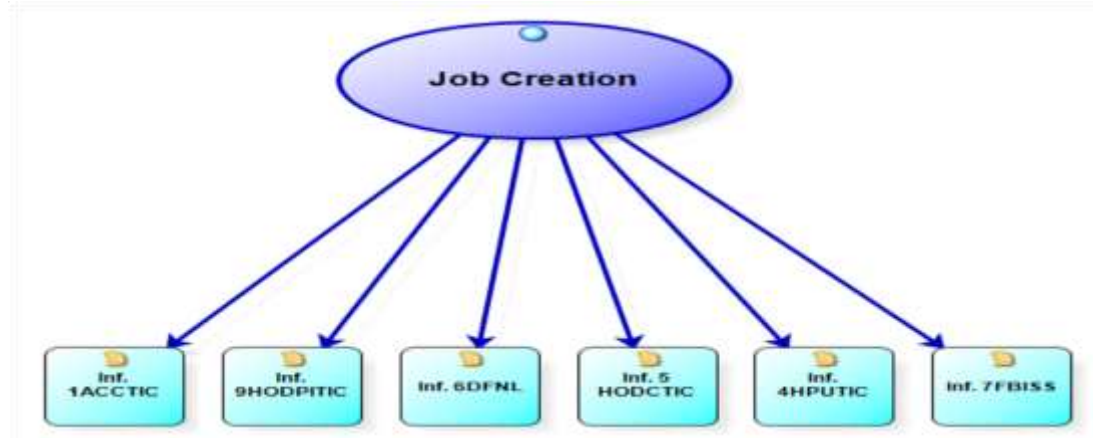 Job Creation
Inf.
1ACCTIC
Inf.
9HODPITIC
Inf. 6DFNL
Inf. 5
HODCTIC
Inf.
4HPUTIC
Inf. 7FBISS